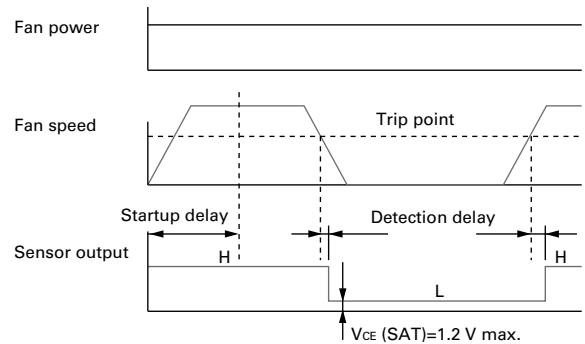 Fan power
Fan speed
Trip point
Startup delay
Detection delay
Sensor output
H
H
L
VCE (SAT)=1.2 V max.